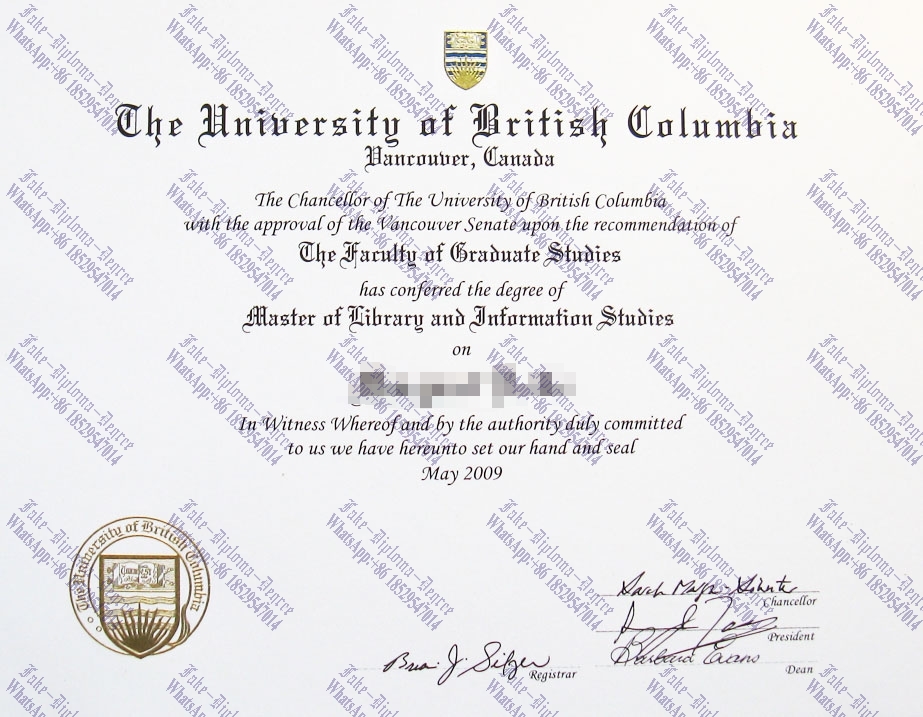 The University of British Columbia
Vancouver, Canada
The Chancellor of The University of British Columbia
with the approval of the Vancouver Senate upon the recommendation of
The Faculty of Graduate Studies
has conferred the degree of
Master of Library and Information Studies
on
In Witness Whereof and by the authority duly committed
to us we have hereunto set our hand and seal
May 2009
The University of British Columbia
Chancellor
President
Registrar
Dean
Fake-Diploma-Degree
WhatsApp:+86 18529547014